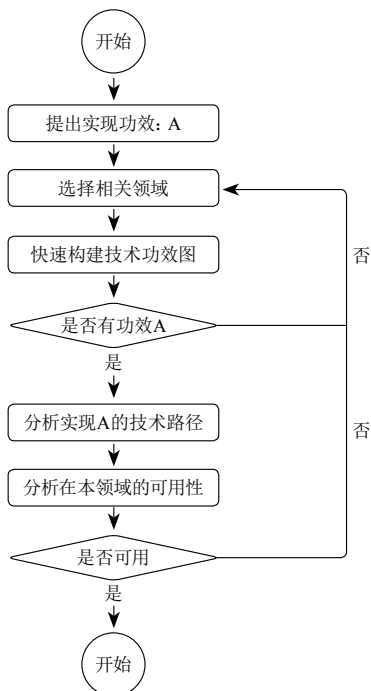 开始
提出实现功效: A
选择相关领域
快速构建技术功效图
否
是否有功效A
是
分析实现A的技术路径
否
分析在本领域的可用性
是否可用
是
开始